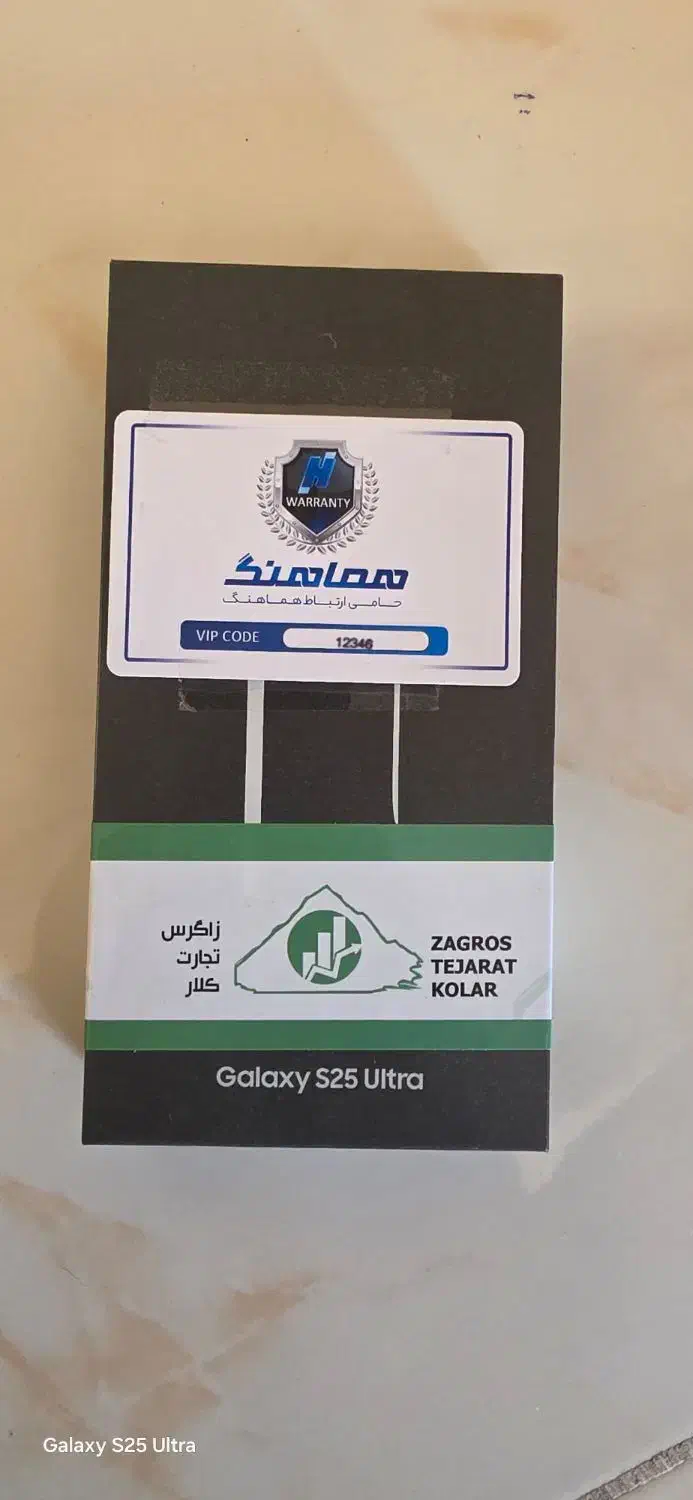 WARRANTY
هماهنگ
حامی ارتباط هماهنگ
VIP CODE 12346
زاگرس
تجارت
کلار
ZAGROS
TEJARAT
KOLAR
Galaxy S25 Ultra
Galaxy S25 Ultra